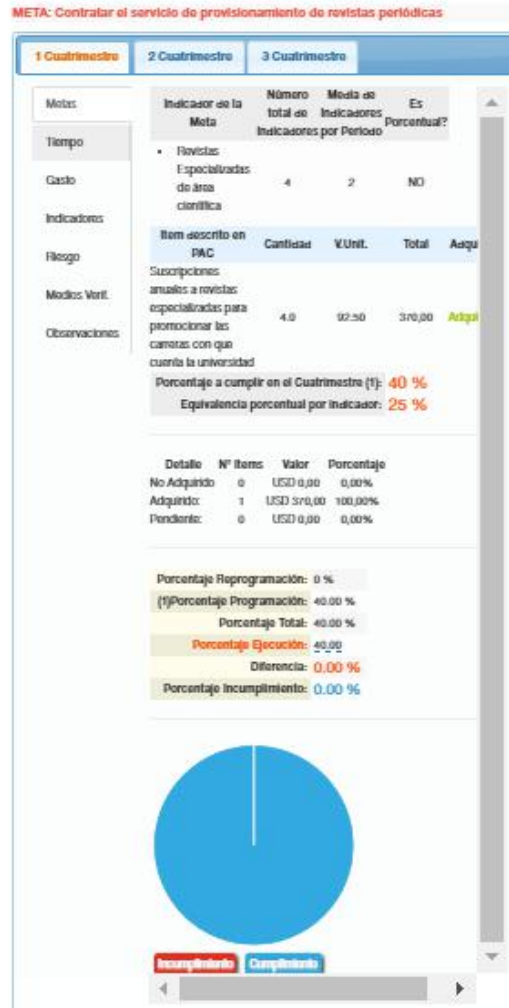 META: Contratar el servicio de provisionamiento de revistas periódicas
1 Cuatrimestre 2 Cuatrimestre 3 Cuatrimestre
Metas
Tiempo
Gasto
Indicadores
Riesgo
Medios Verif.
Observaciones
Indicador de la Meta Número total de Indicadores Media de Indicadores por Periodo Es Porcentual?
• Revistas Especializadas de área científica 4 2 NO
Item descrito en PAC Cantidad V.Unit. Total Adqui
Suscripciones
anuales a revistas
especializadas para
promocionar las 4.0 92.50 370,00 Adqui
carreras con que
cuenta la universidad
Porcentaje a cumplir en el Cuatrimestre (1): 40 %
Equivalencia porcentual por indicador: 25 %
Detalle Nº Items Valor Porcentaje
No Adquirido 0 USD 0,00 0,00%
Adquirido: 1 USD 370,00 100,00%
Pendiente: 0 USD 0,00 0,00%
Porcentaje Reprogramación: 0 %
(1)Porcentaje Programación: 40.00 %
Porcentaje Total: 40.00 %
Porcentaje Ejecución: 40.00
Diferencia: 0.00 %
Porcentaje Incumplimiento: 0.00 %
Incumplimiento Cumplimiento